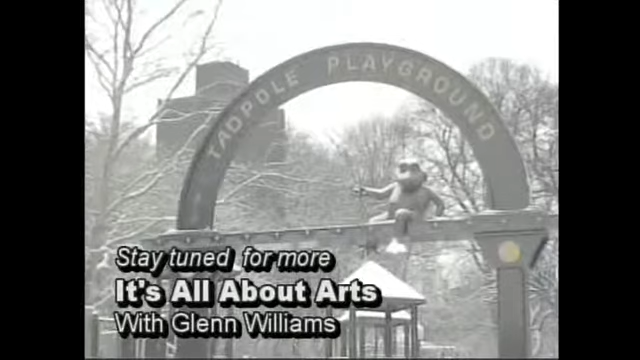 TADPOLE PLAYGROUND
Stay tuned for more
It's All About Arts
With Glenn Williams